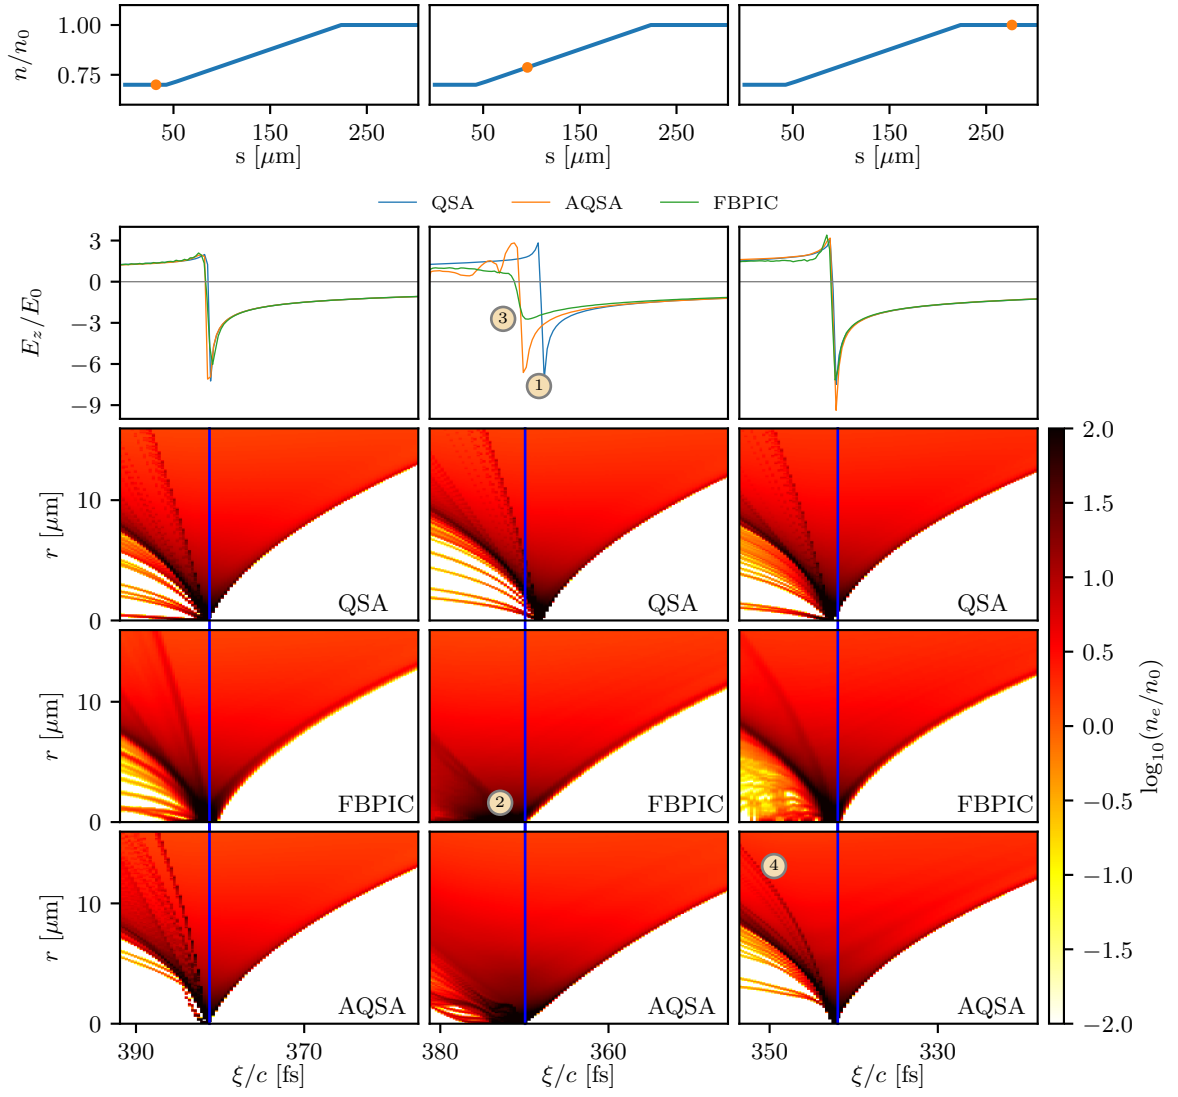 n/n0
1.00
0.75
50 150 250 50 150 250 50 150 250
s [μm] s [μm] s [μm]
QSA AQSA FBPIC
E_z/E_0
3
0
−3
−6
−9
3
1
r [μm]
10
0
QSA QSA QSA
r [μm]
10
0
FBPIC FBPIC FBPIC
2
r [μm]
10
0
AQSA AQSA AQSA
4
390 370 380 360 350 330
ξ/c [fs] ξ/c [fs] ξ/c [fs]
2.0
1.5
1.0
0.5
0.0
−0.5
−1.0
−1.5
−2.0
log10(n_e/n_0)